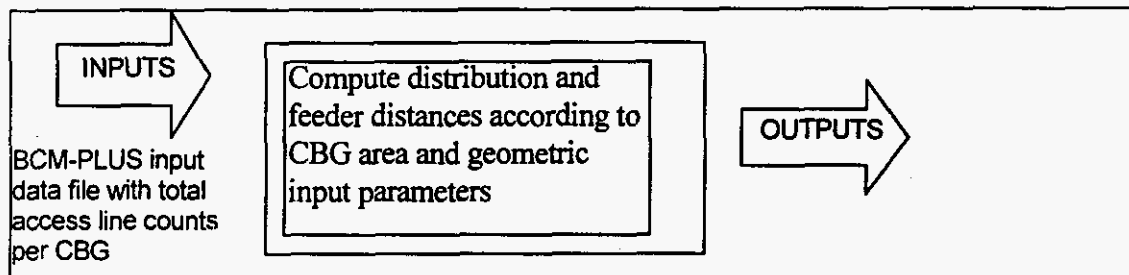 INPUTS
BCM-PLUS input
data file with total
access line counts
per CBG
Compute distribution and
feeder distances according to
CBG area and geometric
input parameters
OUTPUTS